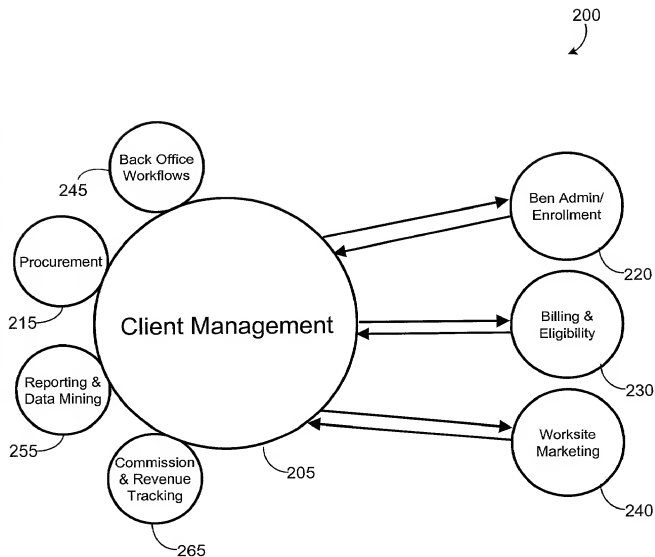 200
Back Office
Workflows
245
Ben Admin/
Enrollment
220
Procurement
215
Client Management
Billing &
Eligibility
230
Reporting &
Data Mining
255
Commission
& Revenue
Tracking
265
205
Worksite
Marketing
240